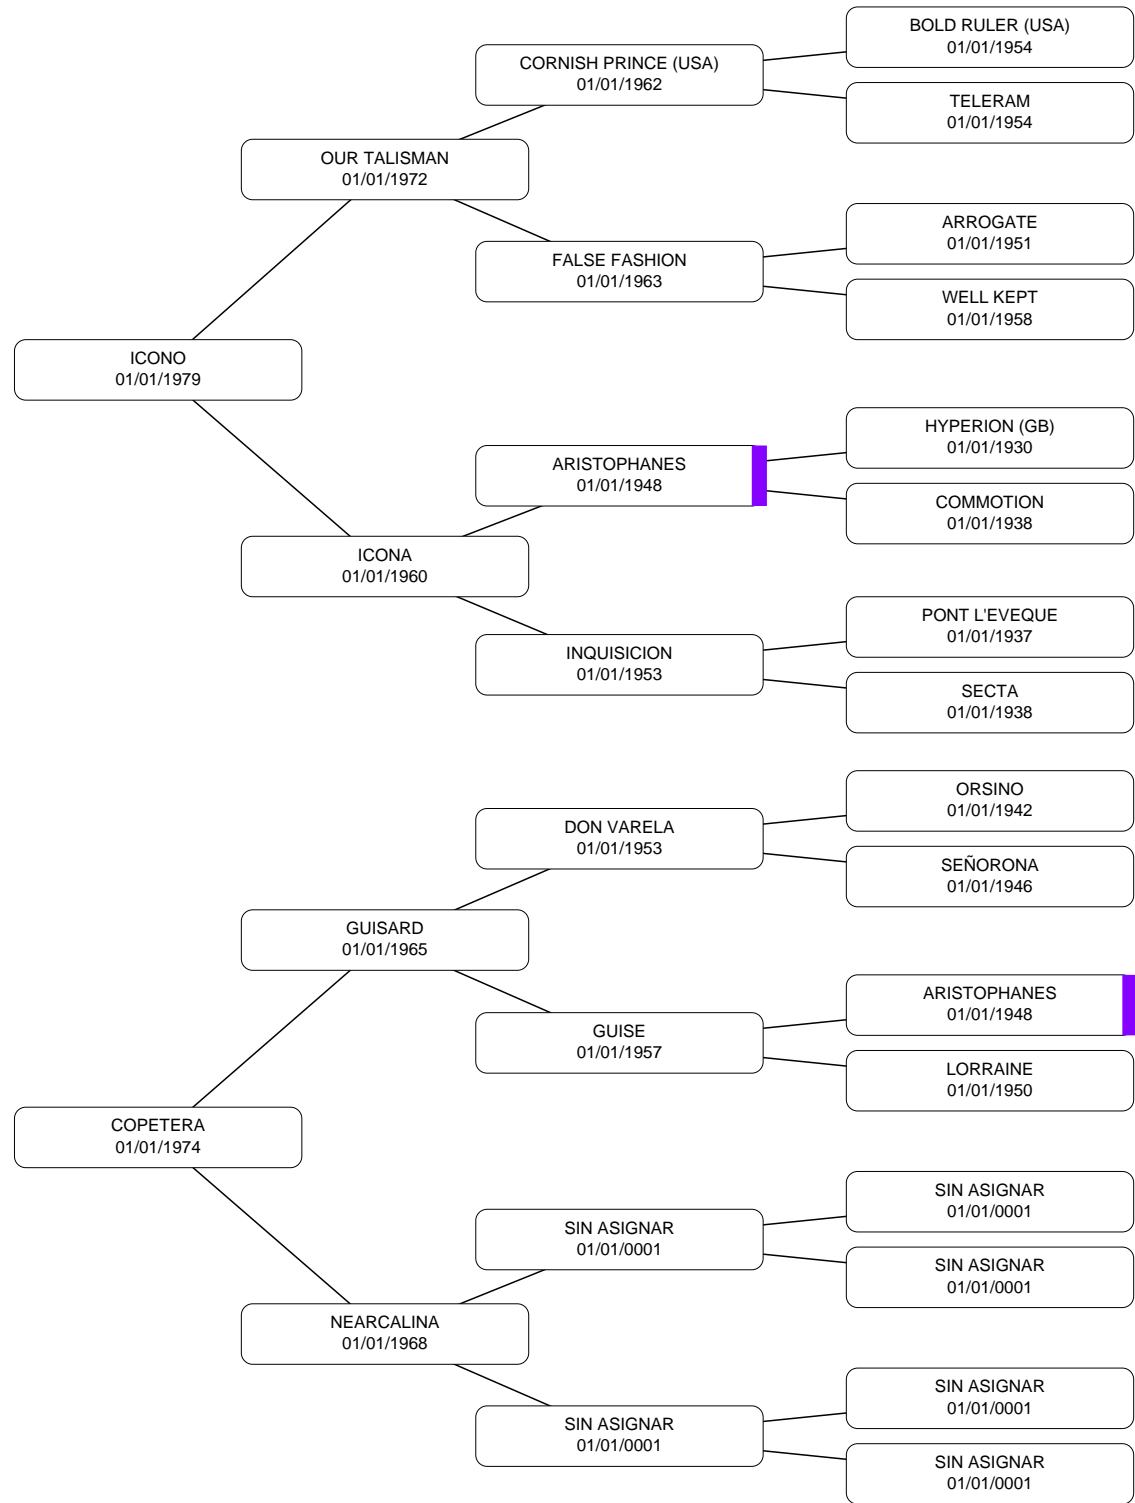 BOLD RULER (USA)
01/01/1954
CORNISH PRINCE (USA)
01/01/1962
TELERAM
01/01/1954
OUR TALISMAN
01/01/1972
ARROGATE
01/01/1951
FALSE FASHION
01/01/1963
WELL KEPT
01/01/1958
ICONO
01/01/1979
HYPERION (GB)
01/01/1930
ARISTOPHANES
01/01/1948
COMMOTION
01/01/1938
ICONA
01/01/1960
PONT L'EVEQUE
01/01/1937
INQUISICION
01/01/1953
SECTA
01/01/1938
ORSINO
01/01/1942
DON VARELA
01/01/1953
SEÑORONA
01/01/1946
GUISARD
01/01/1965
ARISTOPHANES
01/01/1948
GUISE
01/01/1957
LORRAINE
01/01/1950
COPETERA
01/01/1974
SIN ASIGNAR
01/01/0001
SIN ASIGNAR
01/01/0001
SIN ASIGNAR
01/01/0001
NEARCALINA
01/01/1968
SIN ASIGNAR
01/01/0001
SIN ASIGNAR
01/01/0001
SIN ASIGNAR
01/01/0001